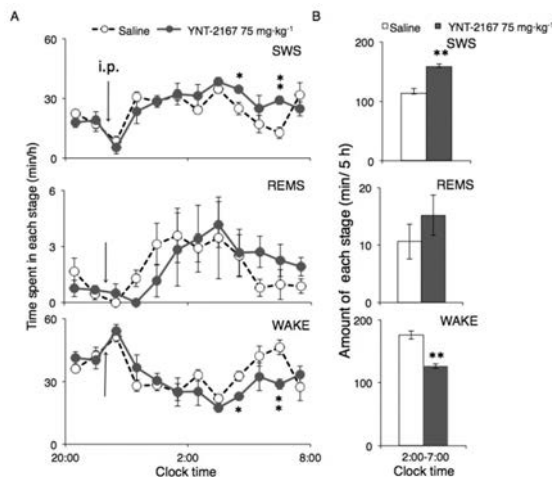 A
Saline
YNT-2167 75 mg·kg-1
SWS
i.p.
60
30
0
*
*
*
REMS
6
3
0
WAKE
60
30
0
*
*
*
20:00
2:00
8:00
Clock time
Time spent in each stage (min/h)
B
Saline
YNT-2167 75 mg·kg-1
SWS
**
200
100
0
REMS
20
10
0
WAKE
**
200
100
0
2:00-7:00
Clock time
Amount of each stage (min/ 5 h)